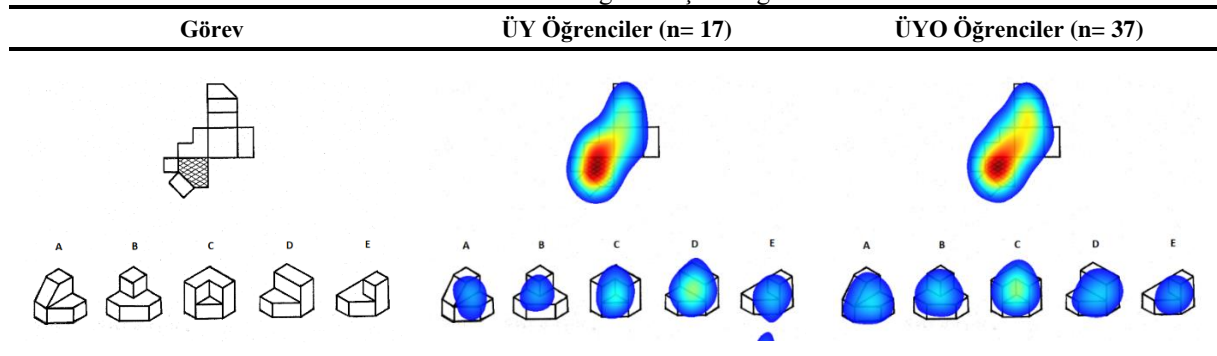 Görev ÜY Öğrenciler (n= 17) ÜYO Öğrenciler (n= 37)
A B C D E A B C D E A B C D E